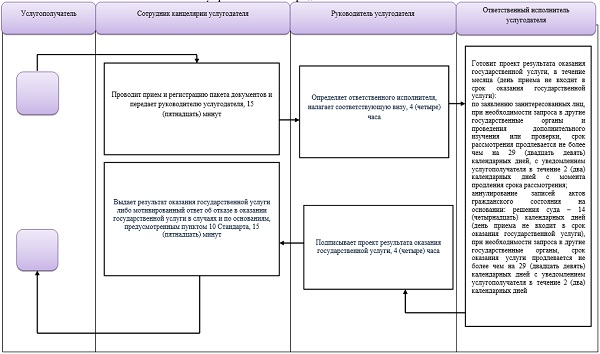 Услугополучатель
Сотрудник канцелярии услугодателя
Руководитель услугодателя
Ответственный исполнитель
услугодателя
Проводит прием и регистрацию пакета документов и
передает руководителю услугодателя, 15
(пятнадцать) минут
Определяет ответственного исполнителя,
налагает соответствующую визу, 4 (четыре)
часа
Готовит проект результата оказания
государственной услуги, в течение
месяца (день приема не входит в
срок оказания государственной
услуги):
по заявлению заинтересованных лиц,
при необходимости запроса в другие
государственные органы и
проведения дополнительного
изучения или проверки, срок
рассмотрения продлевается не более
чем на 29 (двадцать девять)
календарных дней, с уведомлением
услугополучателя в течение 2 (два)
календарных дней с момента
продления срока рассмотрения;
аннулирование записей актов
гражданского состояния на
основании: решения суда – 14
(четырнадцать) календарных дней
(день приема не входит в срок
оказания государственной услуги),
при необходимости запроса в другие
государственные органы, срок
оказания услуги продлевается не
более чем на 29 (двадцать девять)
календарных дней с уведомлением
услугополучателя в течение 2 (два)
календарных дней
Выдает результат оказания государственной услуги
либо мотивированный ответ об отказе в оказании
государственной услуги в случаях и по основаниям,
предусмотренным пунктом 10 Стандарта, 15
(пятнадцать) минут
Подписывает проект результата оказания
государственной услуги, 4 (четыре) часа